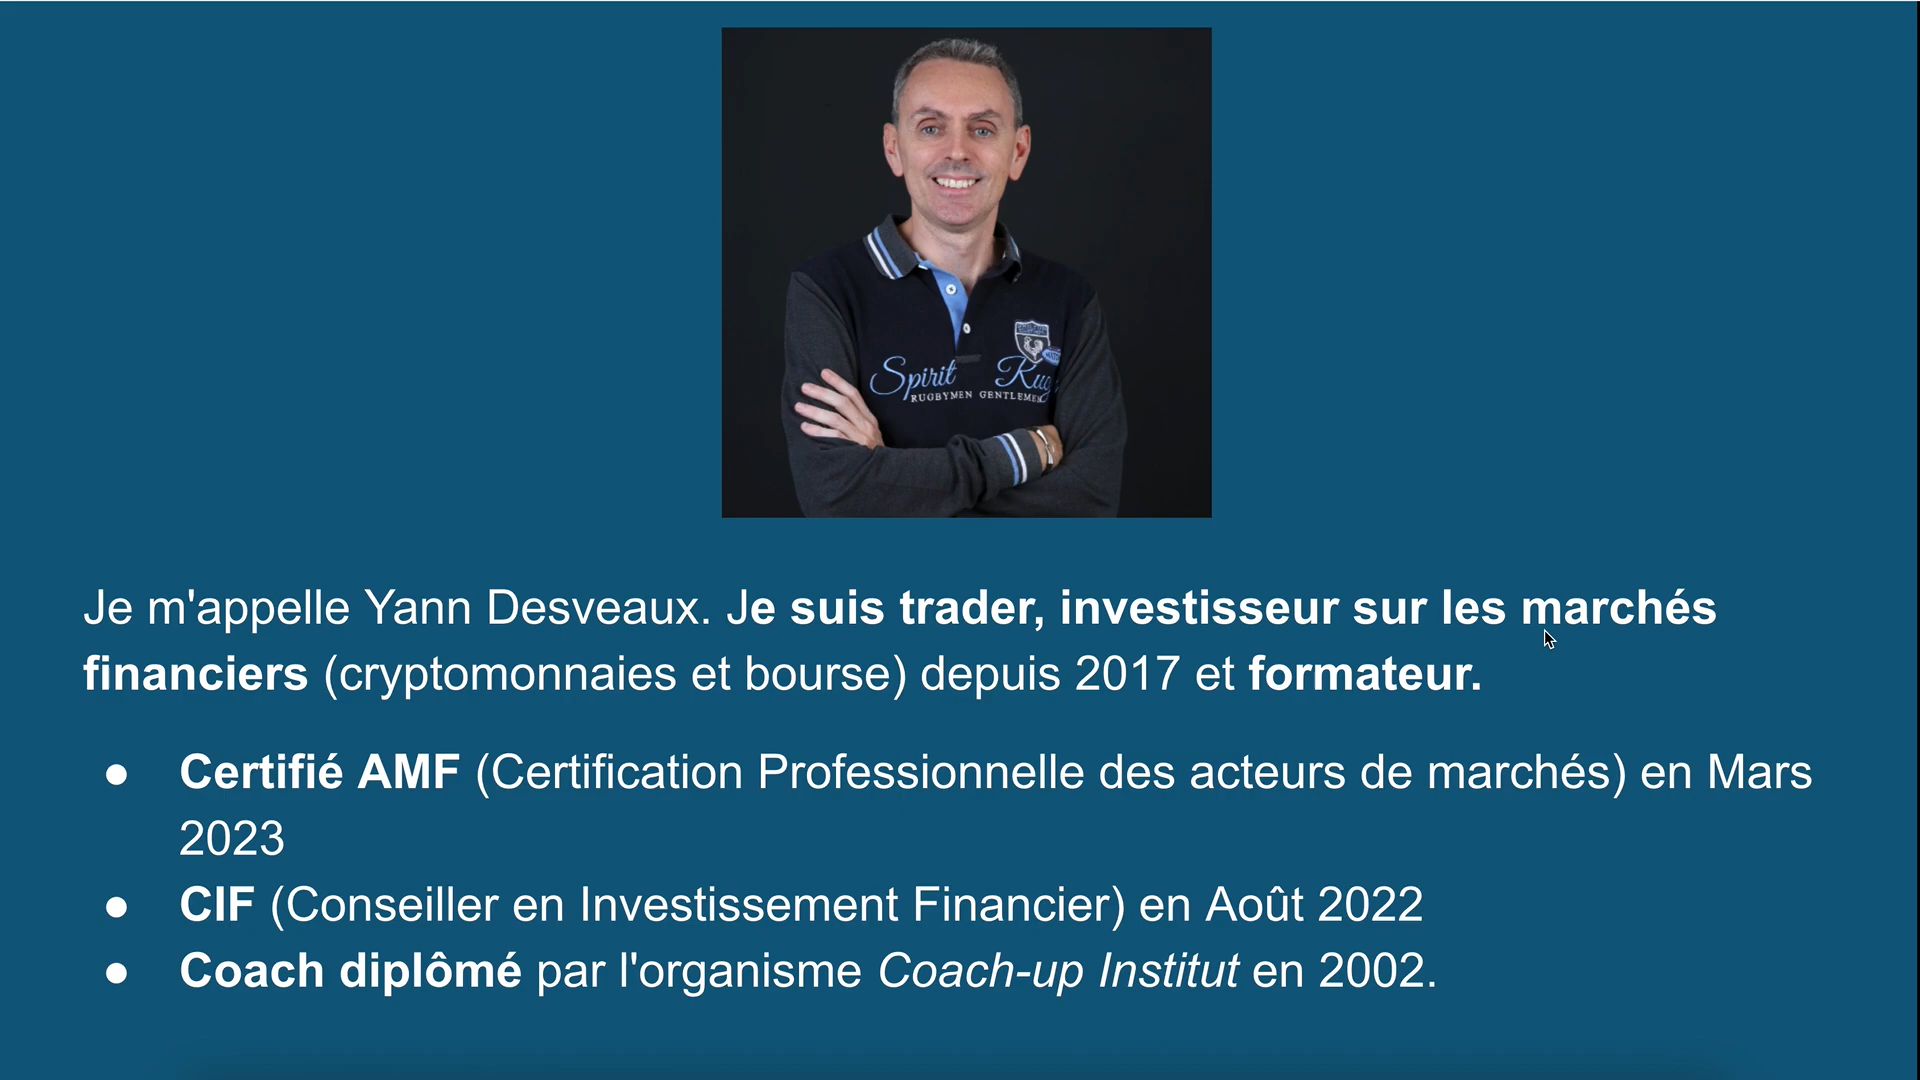 Spirit Rug
RUGBYMEN GENTLEMEN
Je m'appelle Yann Desveaux. Je suis trader, investisseur sur les marchés
financiers (cryptomonnaies et bourse) depuis 2017 et formateur.
● Certifié AMF (Certification Professionnelle des acteurs de marchés) en Mars
2023
● CIF (Conseiller en Investissement Financier) en Août 2022
● Coach diplômé par l'organisme Coach-up Institut en 2002.